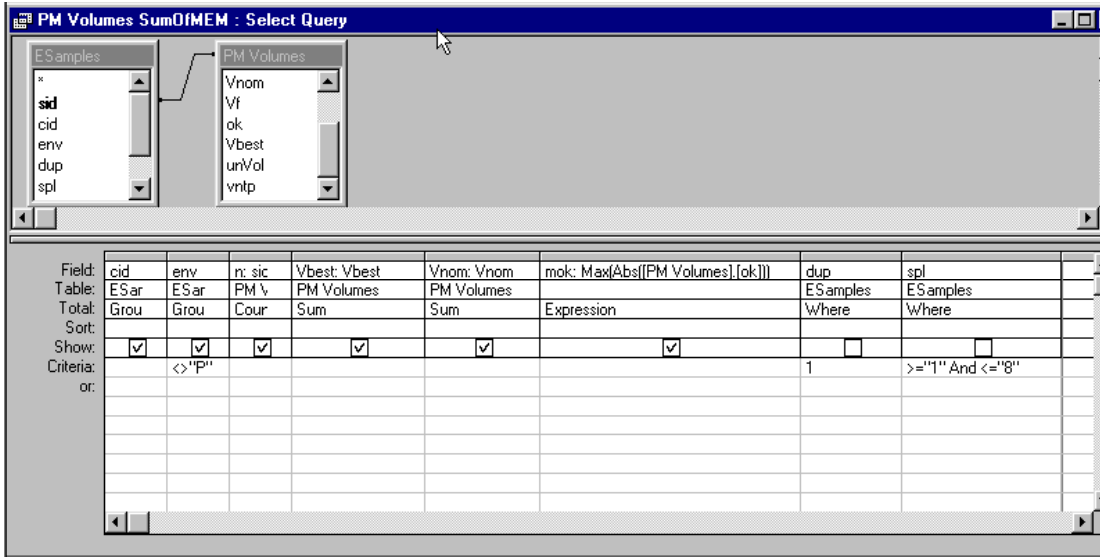 PM Volumes SumOfMEM : Select Query
ESamples
*
sid
cid
env
dup
spl
PM Volumes
Vnom
Vf
ok
Vbest
unVol
vntp
Field: cid env n: sic Vbest: Vbest Vnom: Vnom mok: Max(Abs([PM Volumes].[ok])) dup spl
Table: ESar ESar PM V PM Volumes PM Volumes ESamples ESamples
Total: Grou Grou Cour Sum Sum Expression Where Where
Sort:
Show:
Criteria: <>"P" 1 >="1" And <="8"
or: